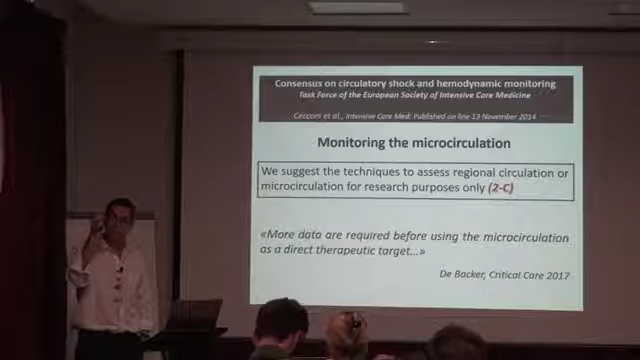 Consensus on circulatory shock and hemodynamic monitoring
Task Force of the European Society of Intensive Care Medicine
Cecconi et al., Intensive Care Med; Published on line 13 November 2014
Monitoring the microcirculation
We suggest the techniques to assess regional circulation or
microcirculation for research purposes only (2-C)
«More data are required before using the microcirculation
as a direct therapeutic target...»
De Backer, Critical Care 2017